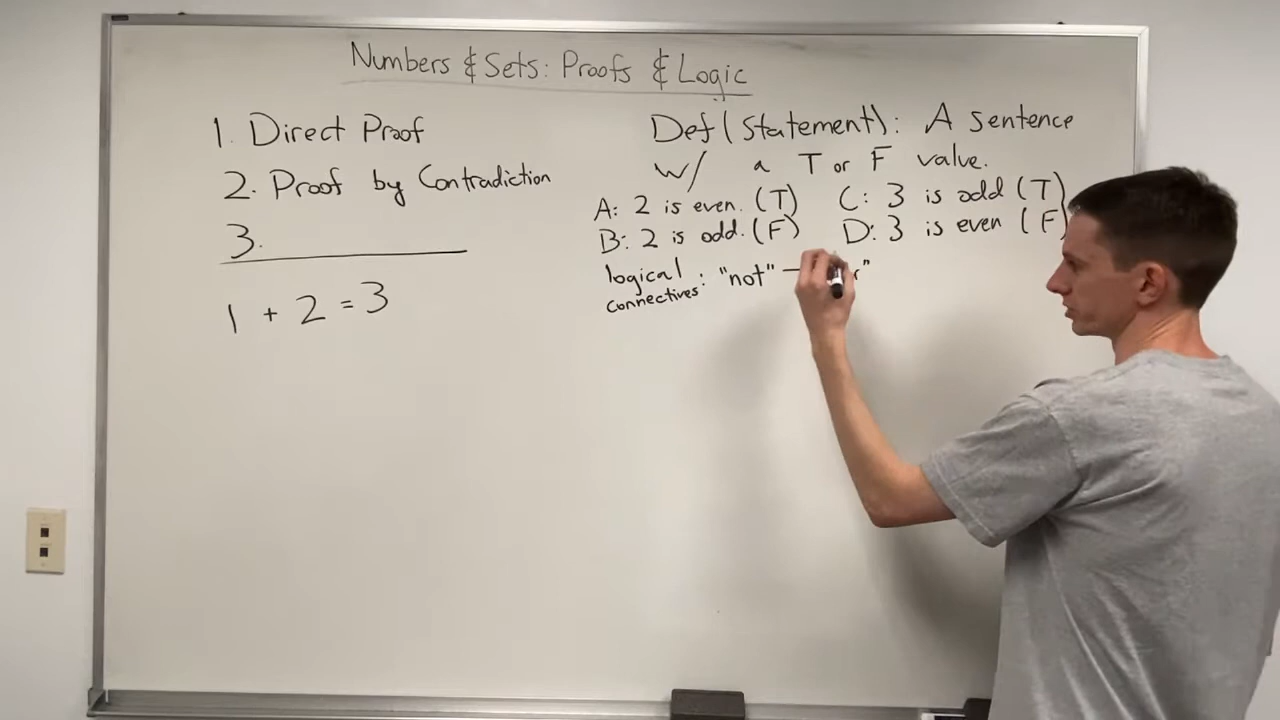 Numbers & Sets: Proofs & Logic
1. Direct Proof
2. Proof by Contradiction
3.
1 + 2 = 3
Def (Statement): A sentence
w/ a T or F value.
A: 2 is even. (T) C: 3 is odd (T)
B: 2 is odd. (F) D: 3 is even (F)
logical
connectives: "not" –